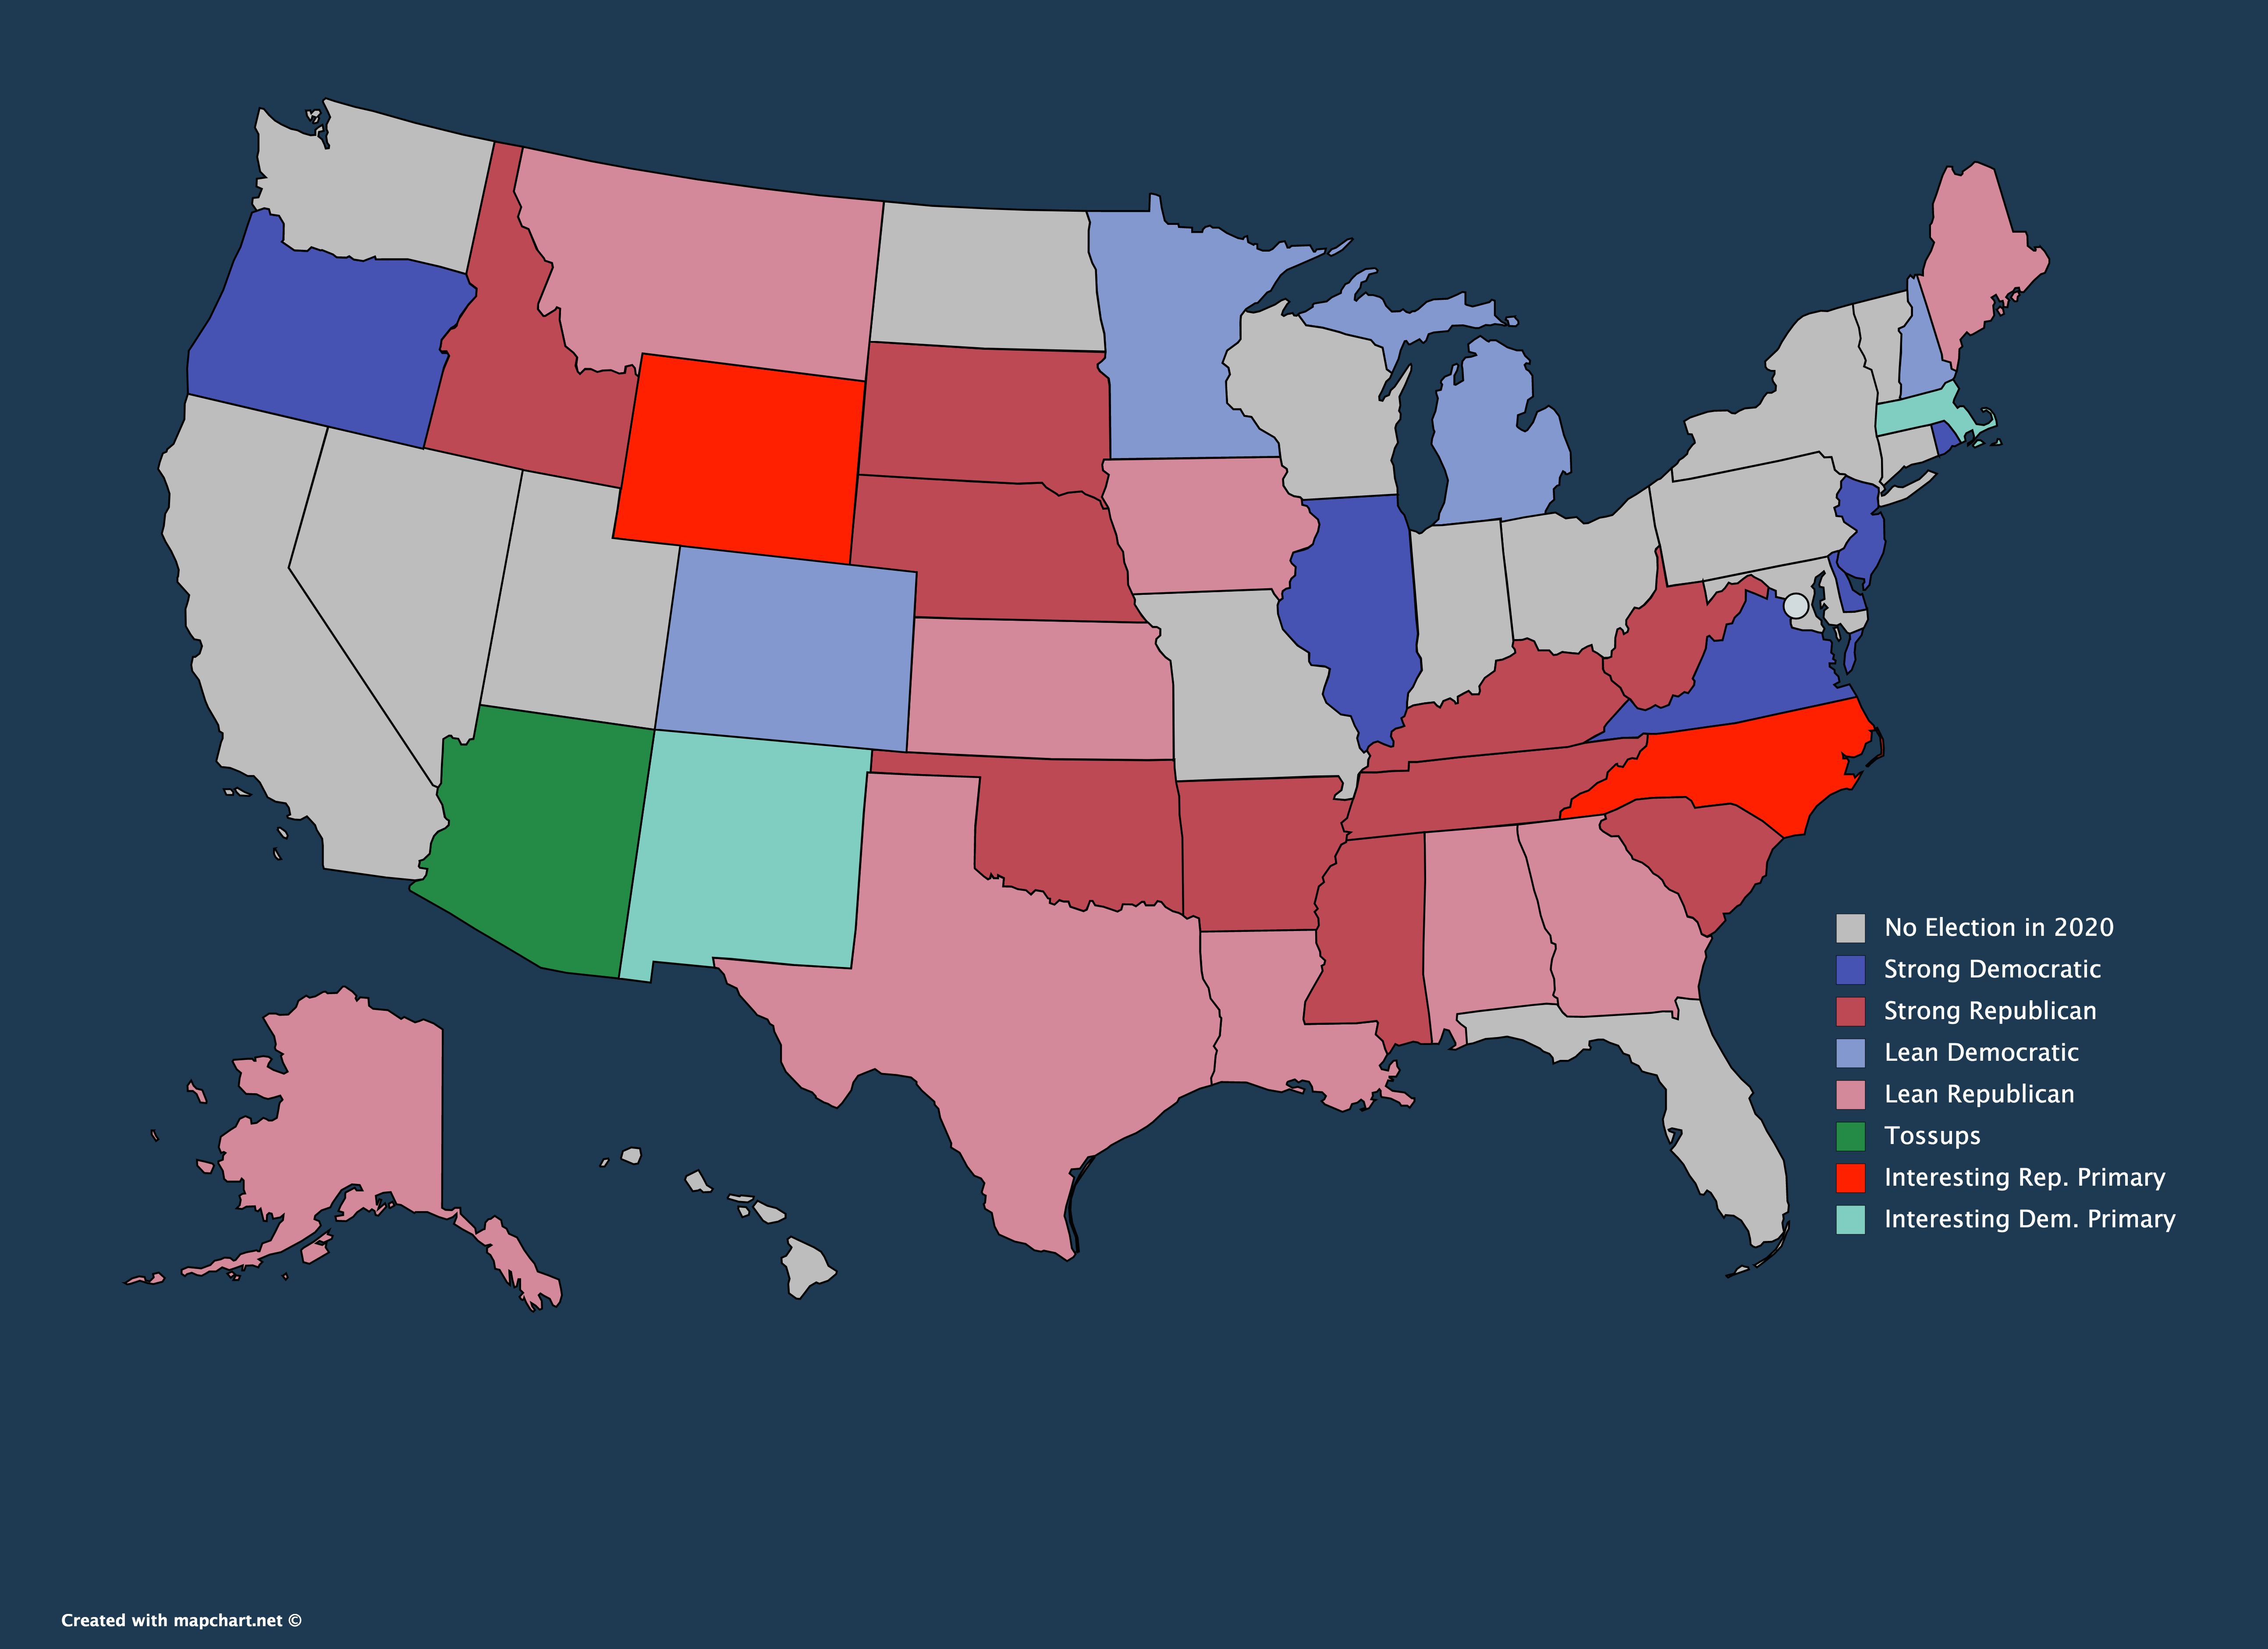 No Election in 2020
Strong Democratic
Strong Republican
Lean Democratic
Lean Republican
Tossups
Interesting Rep. Primary
Interesting Dem. Primary
Created with mapchart.net ©